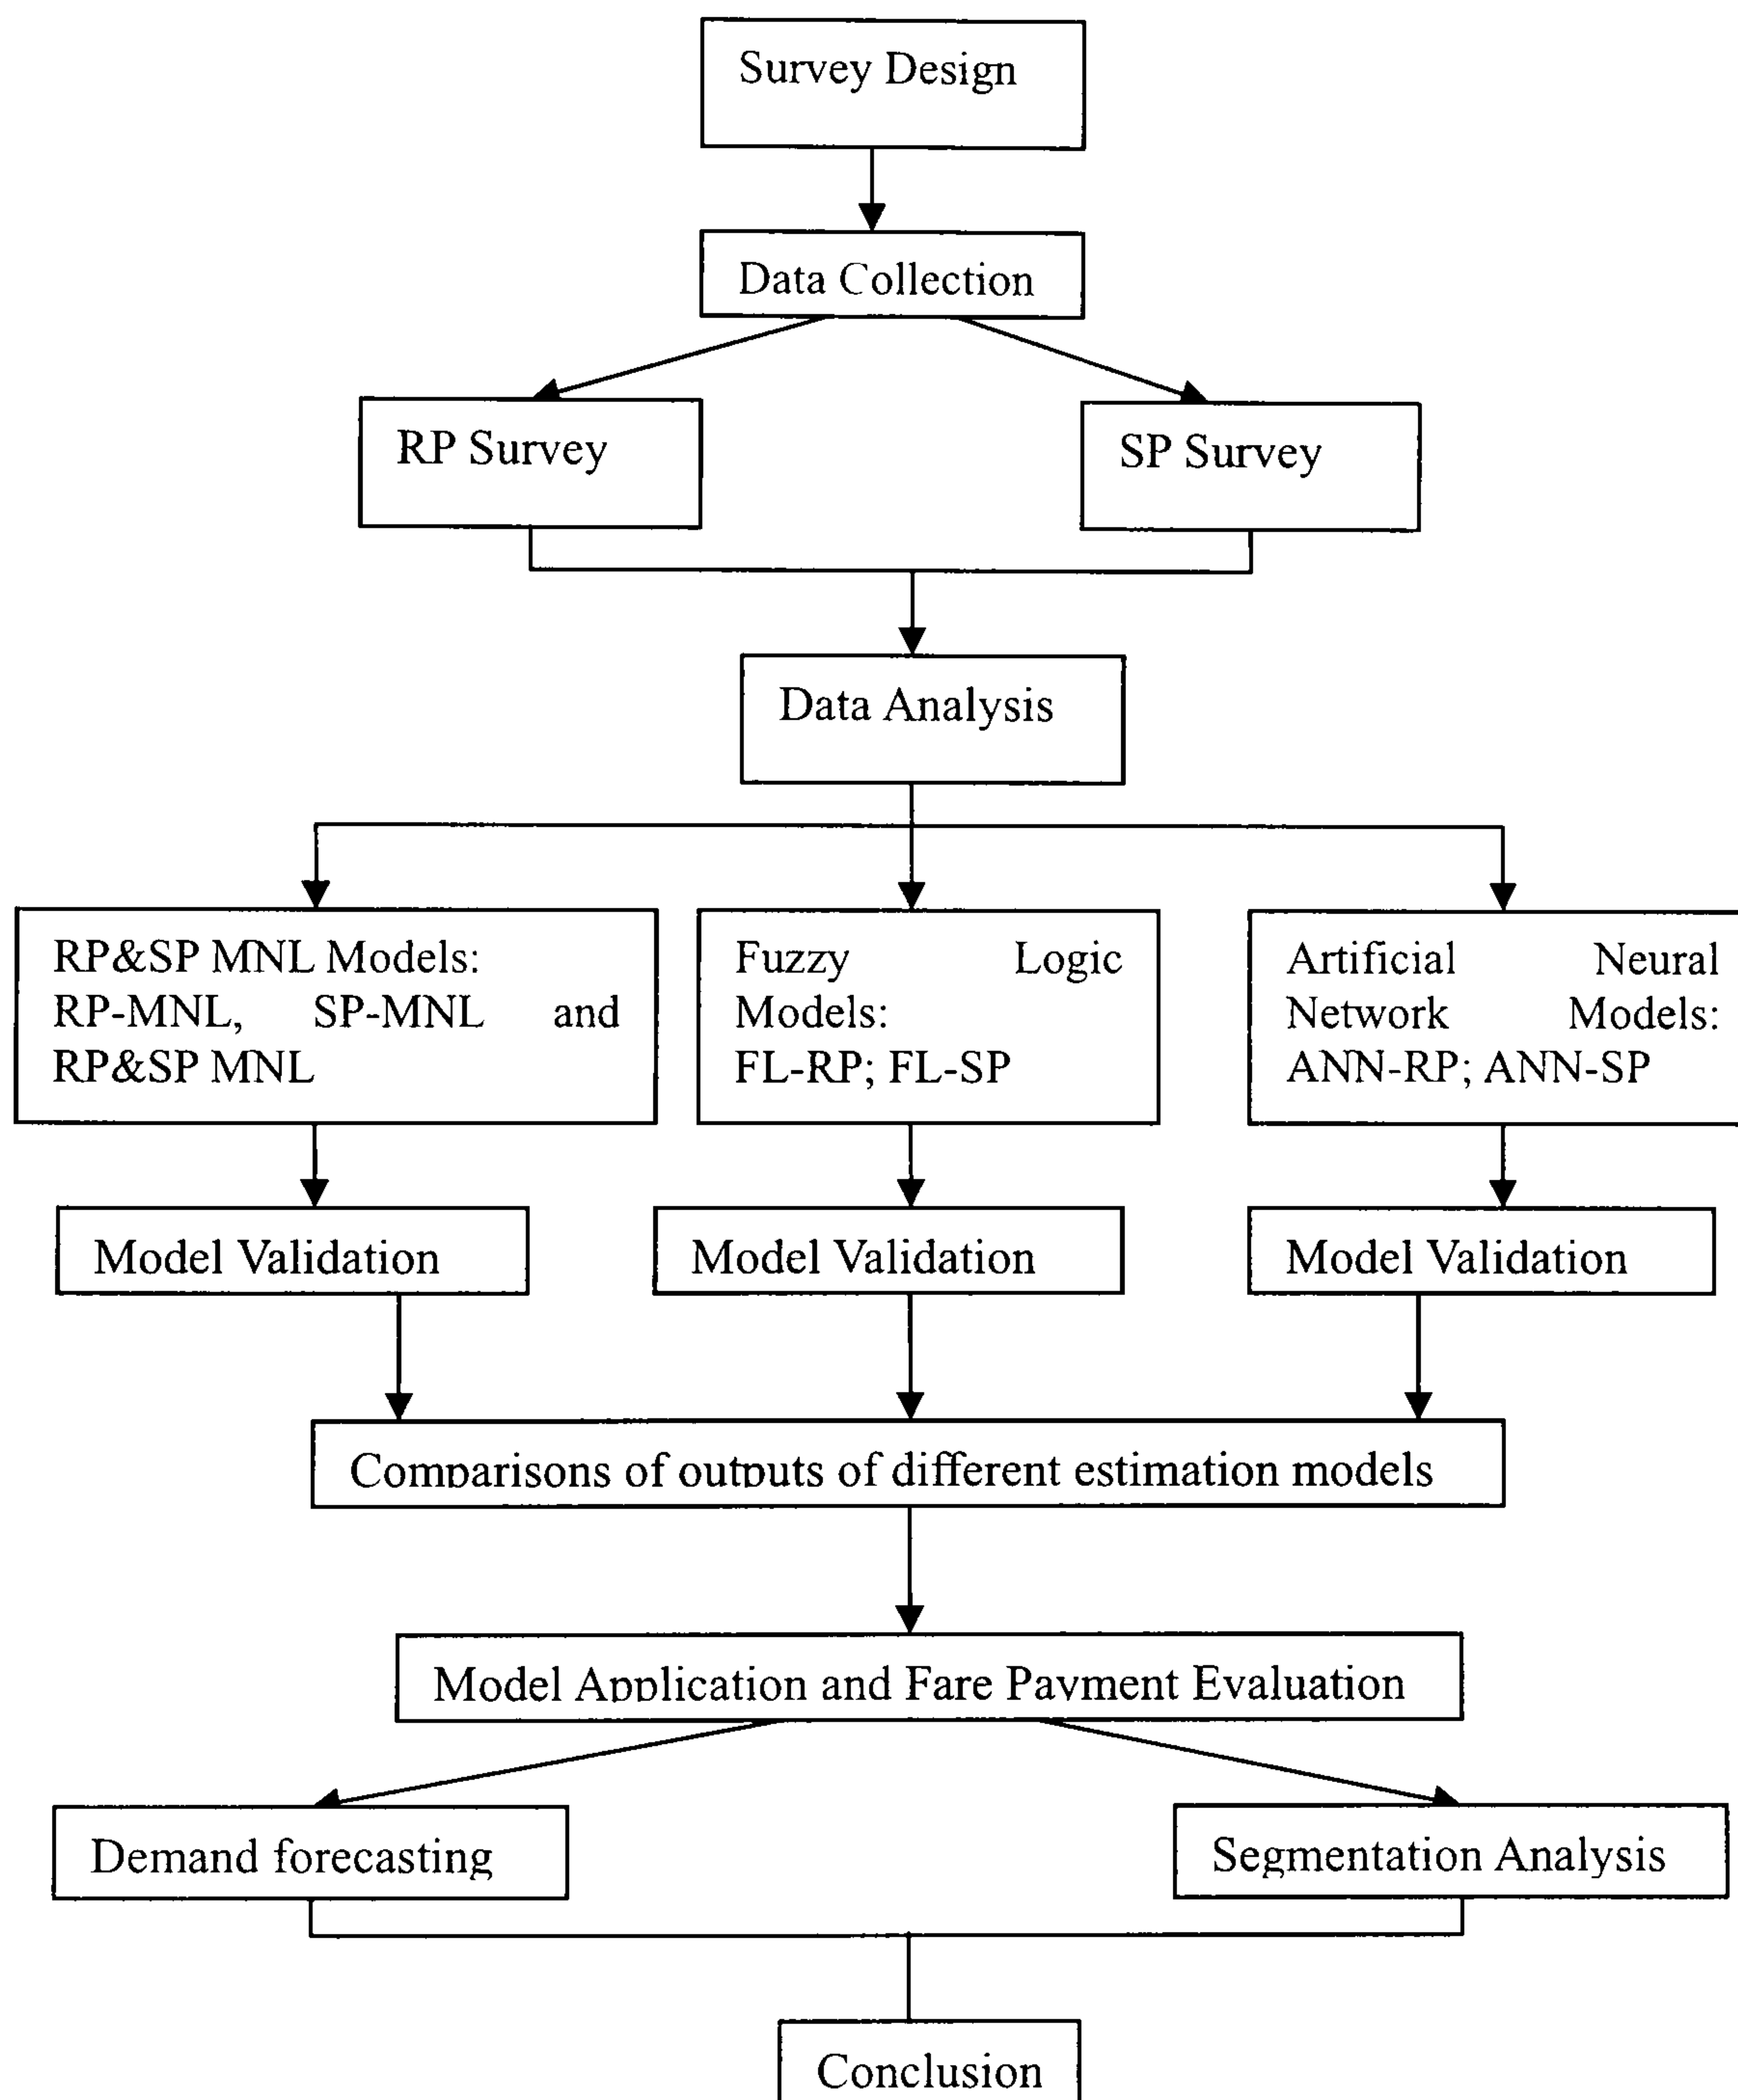 Survey Design
Data Collection
RP Survey
SP Survey
Data Analysis
RP&SP MNL Models:
RP-MNL, SP-MNL and
RP&SP MNL
Fuzzy Logic
Models:
FL-RP; FL-SP
Artificial Neural
Network Models:
ANN-RP; ANN-SP
Model Validation
Model Validation
Model Validation
Comparisons of outputs of different estimation models
Model Application and Fare Payment Evaluation
Demand forecasting
Segmentation Analysis
Conclusion